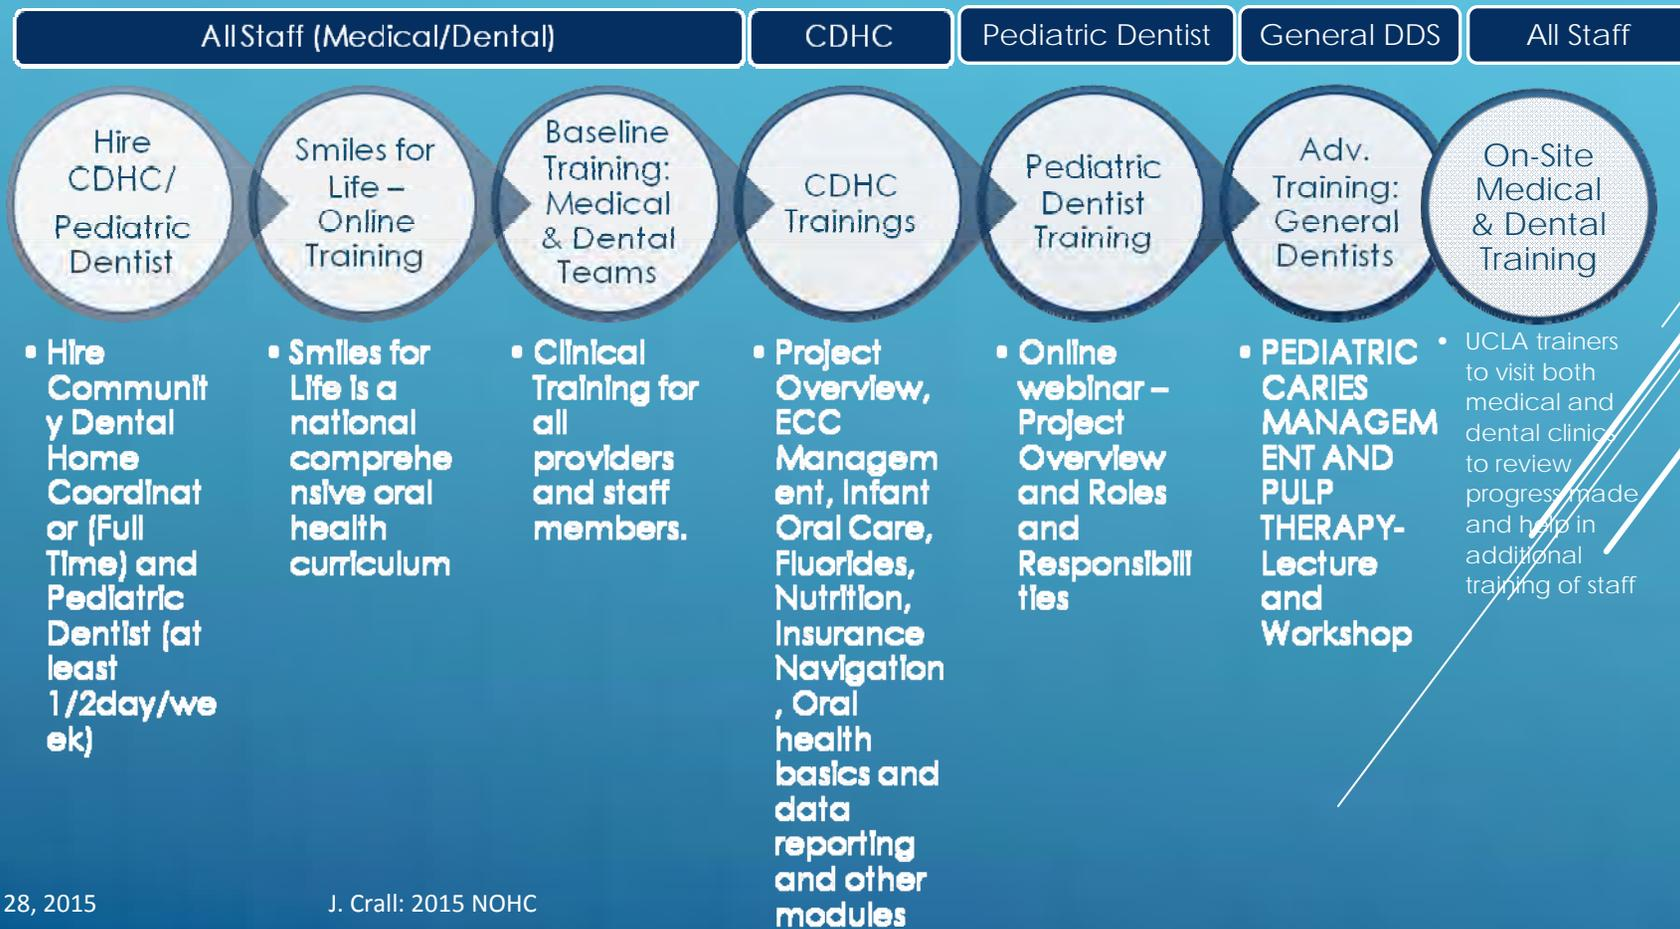 All Staff (Medical/Dental)
CDHC
Pediatric Dentist
General DDS
All Staff
Hire
CDHC/
Pediatric
Dentist
Smiles for
Life –
Online
Training
Baseline
Training:
Medical
& Dental
Teams
CDHC
Trainings
Pediatric
Dentist
Training
Adv.
Training:
General
Dentists
On-Site
Medical
& Dental
Training
• Hire
Communit
y Dental
Home
Coordinat
or (Full
Time) and
Pediatric
Dentist (at
least
1/2day/we
ek)
• Smiles for
Life is a
national
comprehe
nsive oral
health
curriculum
• Clinical
Training for
all
providers
and staff
members.
• Project
Overview,
ECC
Managem
ent, Infant
Oral Care,
Fluorides,
Nutrition,
Insurance
Navigation
, Oral
health
basics and
data
reporting
and other
modules
• Online
webinar –
Project
Overview
and Roles
and
Responsibili
ties
• PEDIATRIC
CARIES
MANAGEM
ENT AND
PULP
THERAPY-
Lecture
and
Workshop
• UCLA trainers
to visit both
medical and
dental clinics
to review
progress made
and help in
additional
training of staff
28, 2015
J. Crall: 2015 NOHC